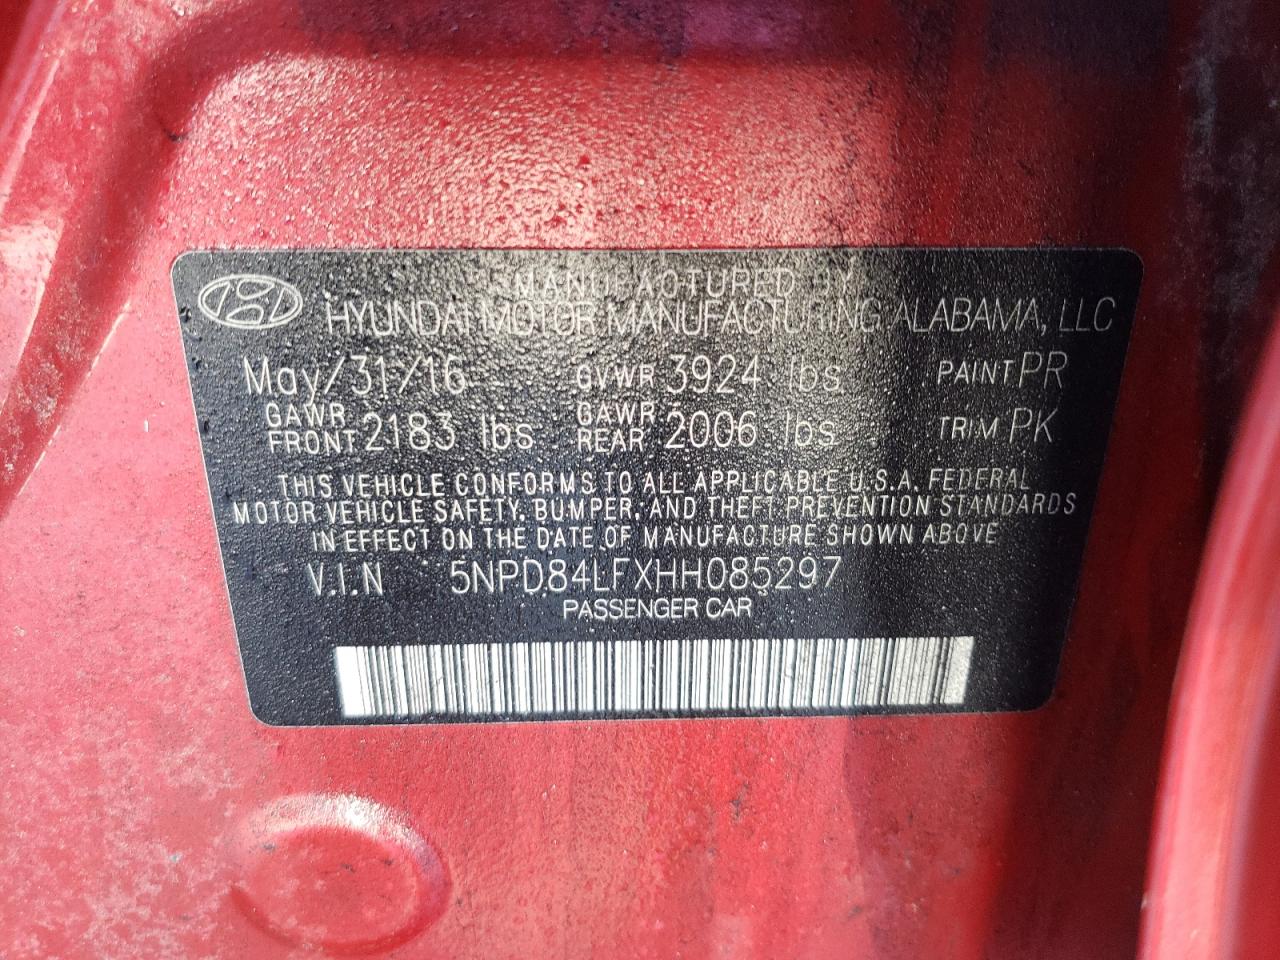 MANUFACTURED BY
HYUNDAI MOTOR MANUFACTURING ALABAMA, LLC
May/31/16 GVWR 3924 lbs PAINT PR
GAWR FRONT 2183 lbs GAWR REAR 2006 lbs TRIM PK
THIS VEHICLE CONFORMS TO ALL APPLICABLE U.S.A. FEDERAL
MOTOR VEHICLE SAFETY, BUMPER, AND THEFT PREVENTION STANDARDS
IN EFFECT ON THE DATE OF MANUFACTURE SHOWN ABOVE
V.I.N 5NPD84LFXHH085297
PASSENGER CAR